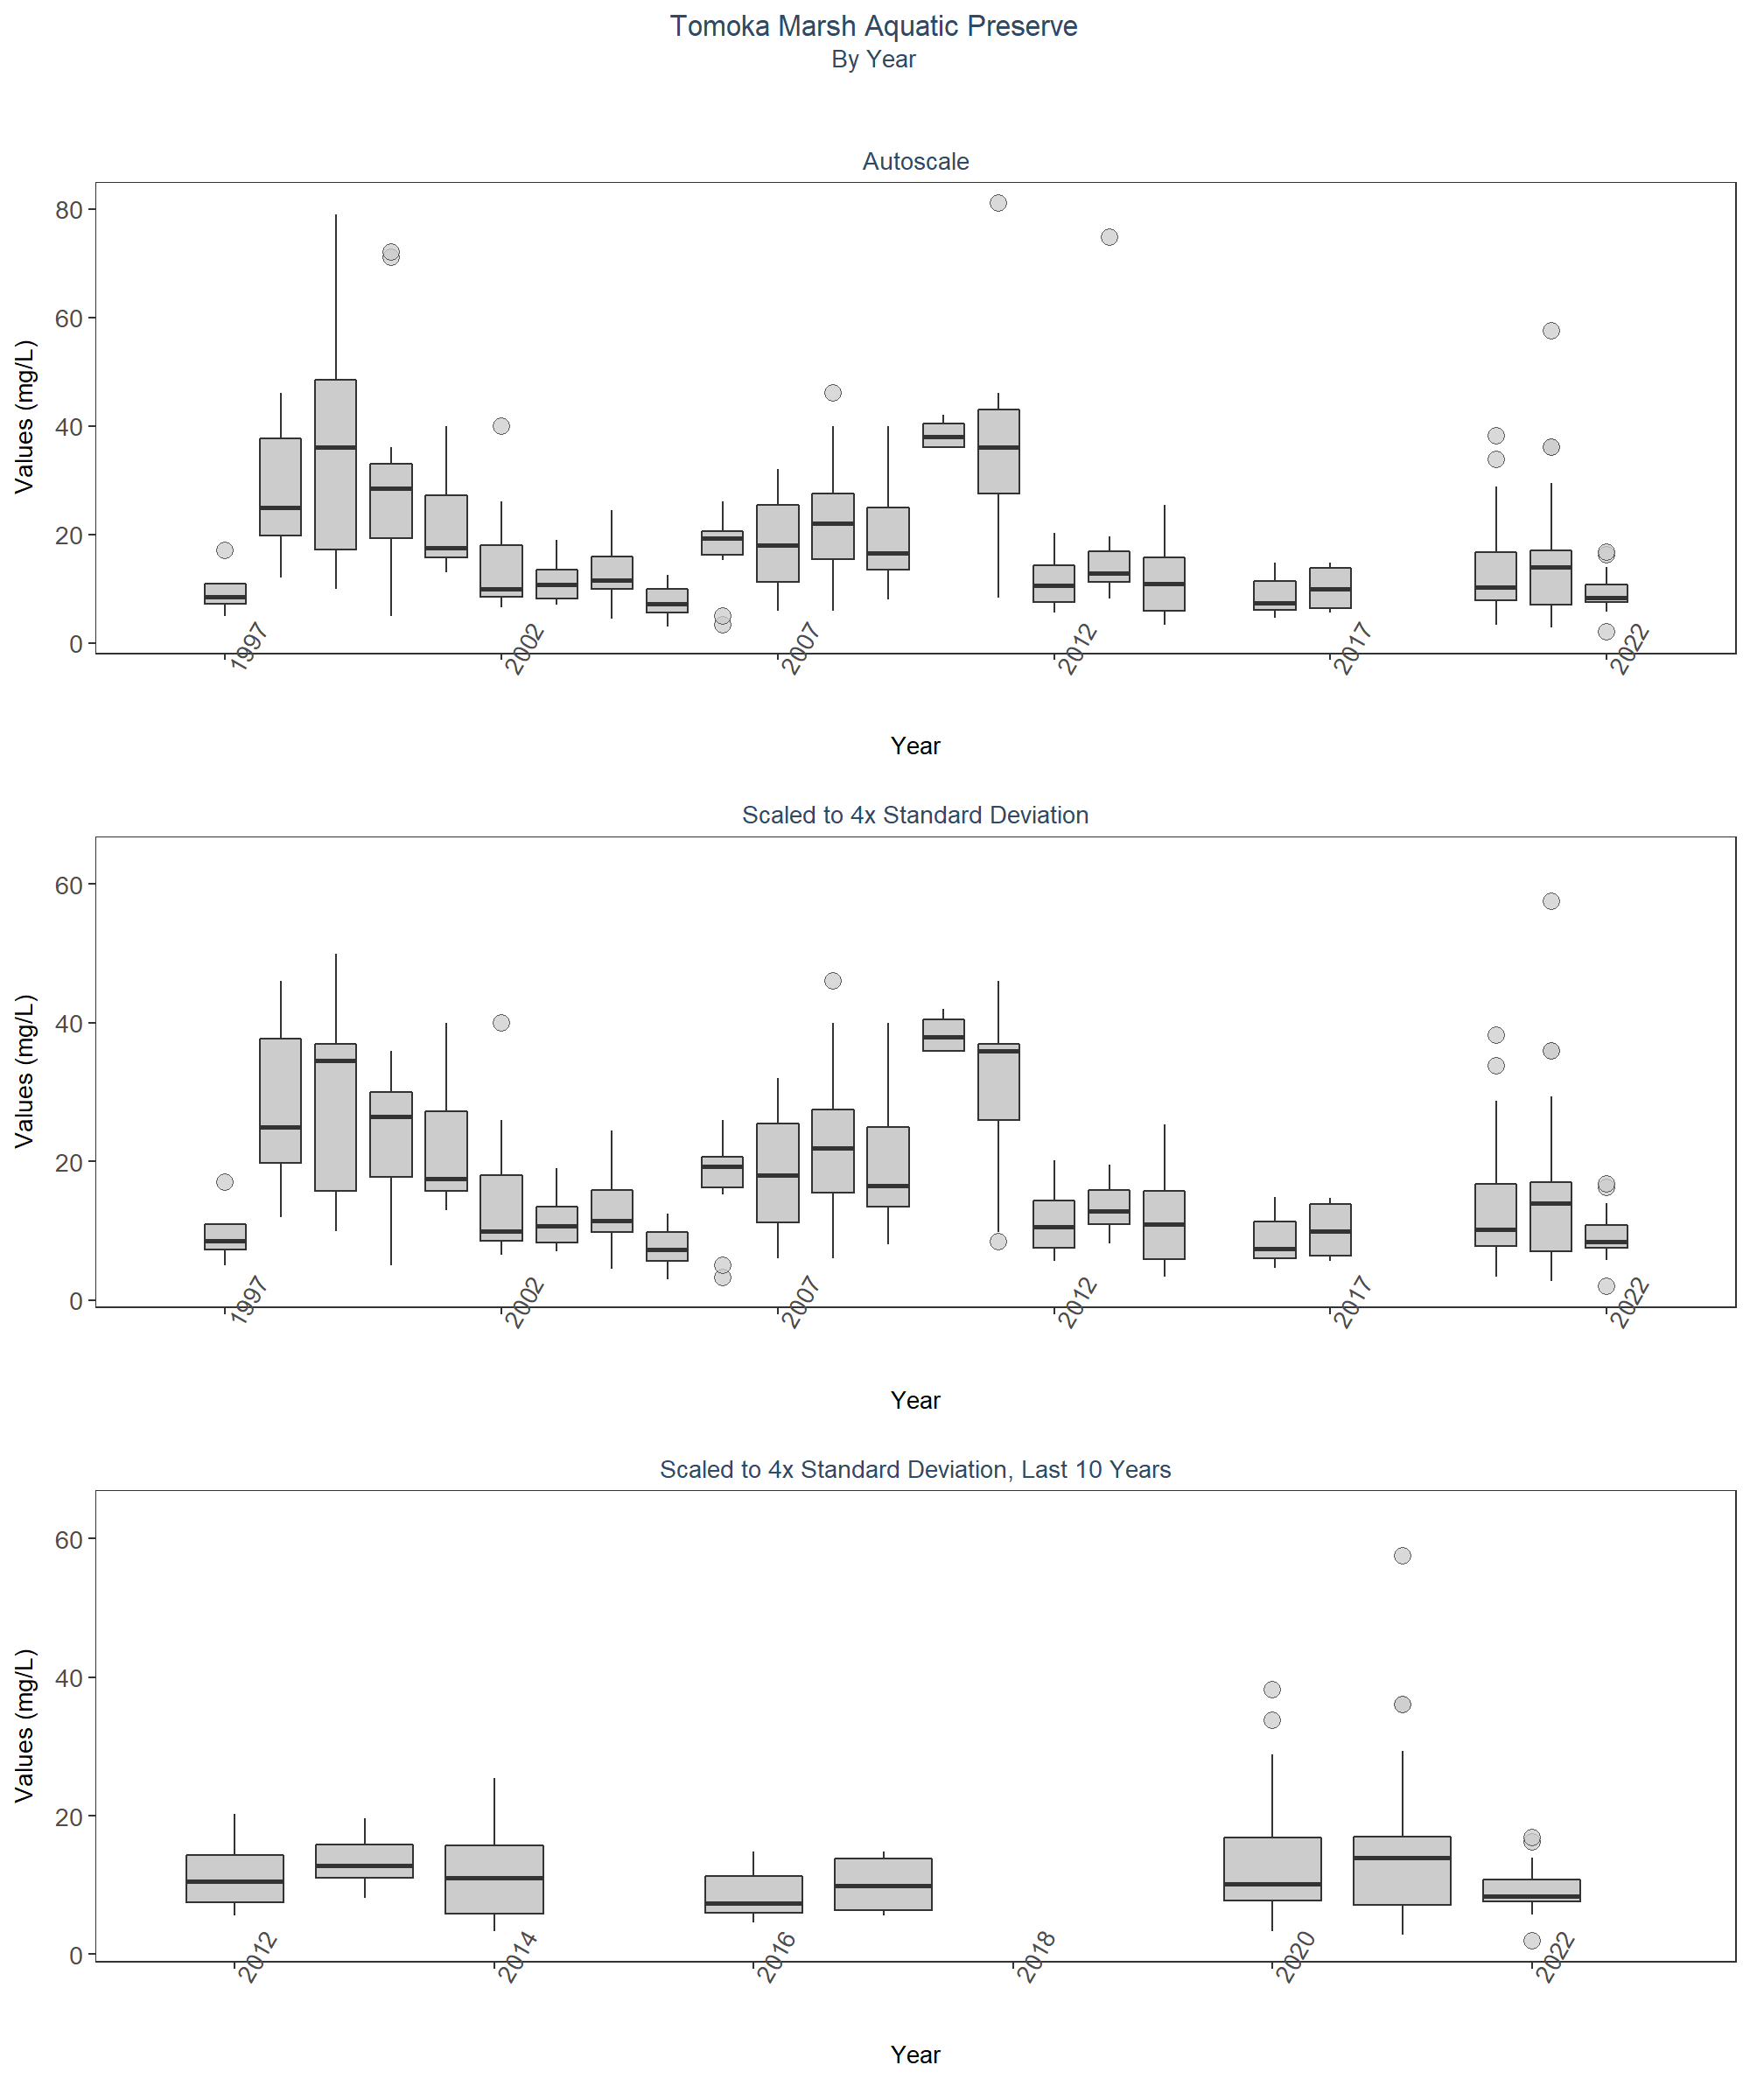 Tomoka Marsh Aquatic Preserve
By Year
Autoscale
Values (mg/L)
80
60
40
20
0
1997
2002
2007
2012
2017
2022
Year
Scaled to 4x Standard Deviation
Values (mg/L)
60
40
20
0
1997
2002
2007
2012
2017
2022
Year
Scaled to 4x Standard Deviation, Last 10 Years
Values (mg/L)
60
40
20
0
2012
2014
2016
2018
2020
2022
Year